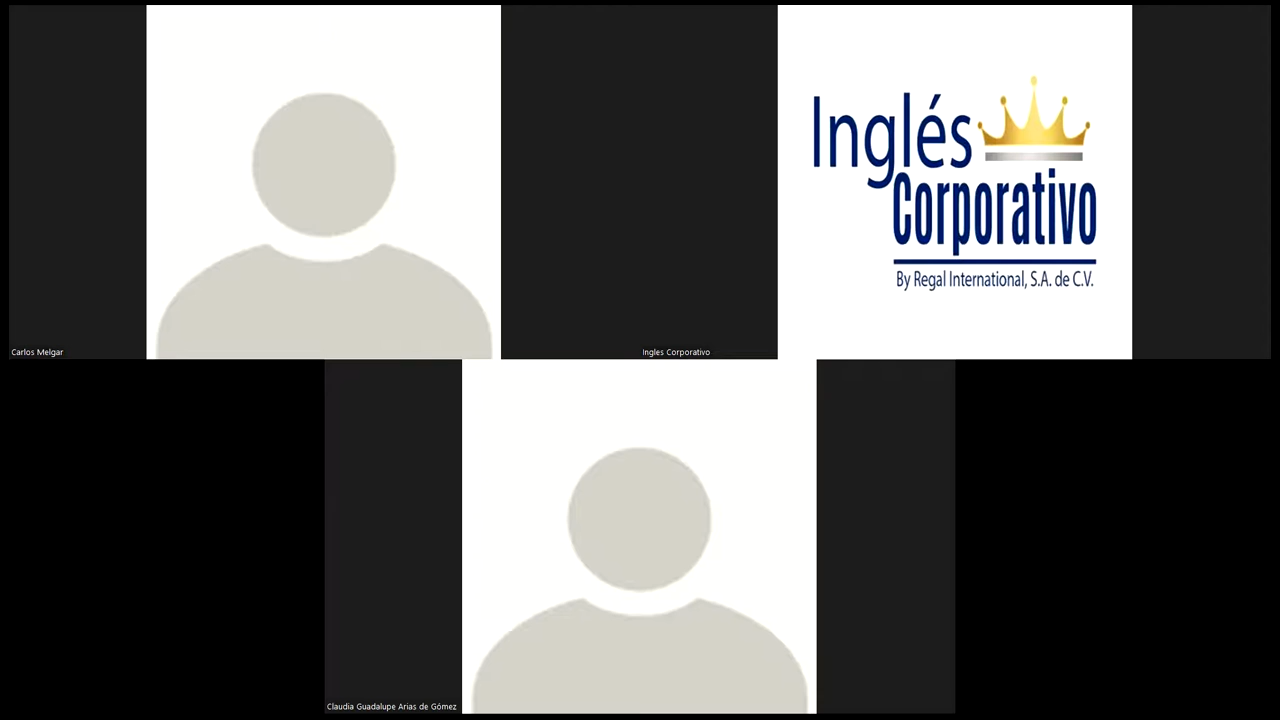 Inglés
Corporativo
By Regal International, S.A. de C.V.
Carlos Melgar
Ingles Corporativo
Claudia Guadalupe Arias de Gómez